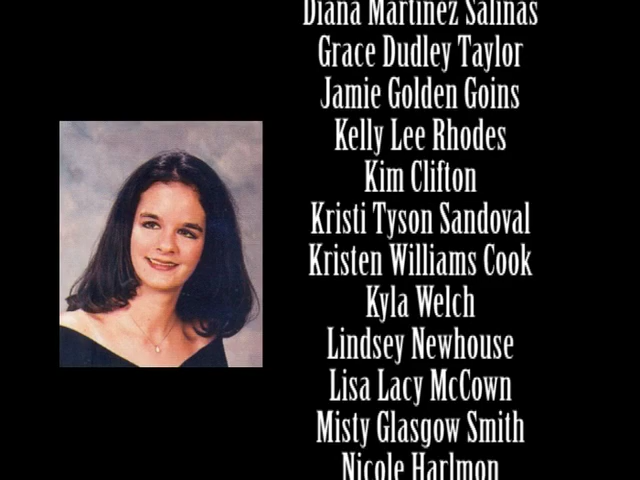 Diana Martinez Salinas
Grace Dudley Taylor
Jamie Golden Goins
Kelly Lee Rhodes
Kim Clifton
Kristi Tyson Sandoval
Kristen Williams Cook
Kyla Welch
Lindsey Newhouse
Lisa Lacy McCown
Misty Glasgow Smith
Nicole Harlmon